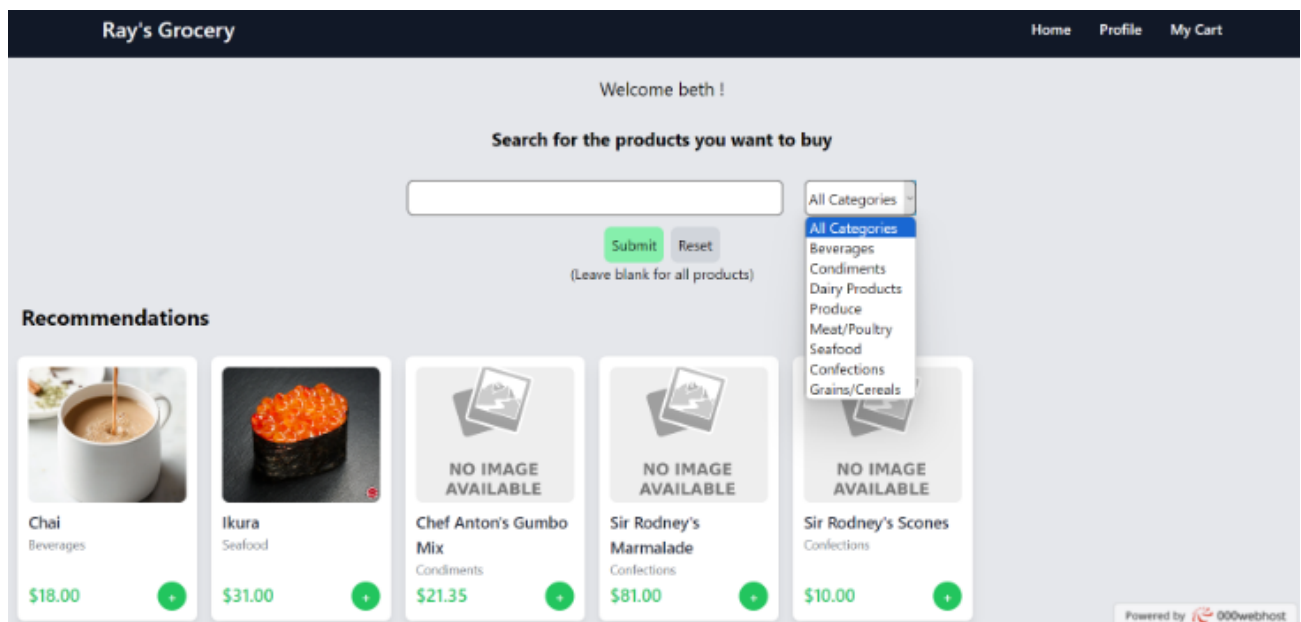 Ray's Grocery
Home Profile My Cart
Welcome beth !
Search for the products you want to buy
All Categories
All Categories
Beverages
Condiments
Dairy Products
Produce
Meat/Poultry
Seafood
Confections
Grains/Cereals
Submit Reset
(Leave blank for all products)
Recommendations
Chai
Beverages
$18.00
+
Ikura
Seafood
$31.00
+
NO IMAGE
AVAILABLE
Chef Anton's Gumbo
Mix
Condiments
$21.35
+
NO IMAGE
AVAILABLE
Sir Rodney's
Marmalade
Confections
$81.00
+
NO IMAGE
AVAILABLE
Sir Rodney's Scones
Confections
$10.00
+
Powered by 000webhost